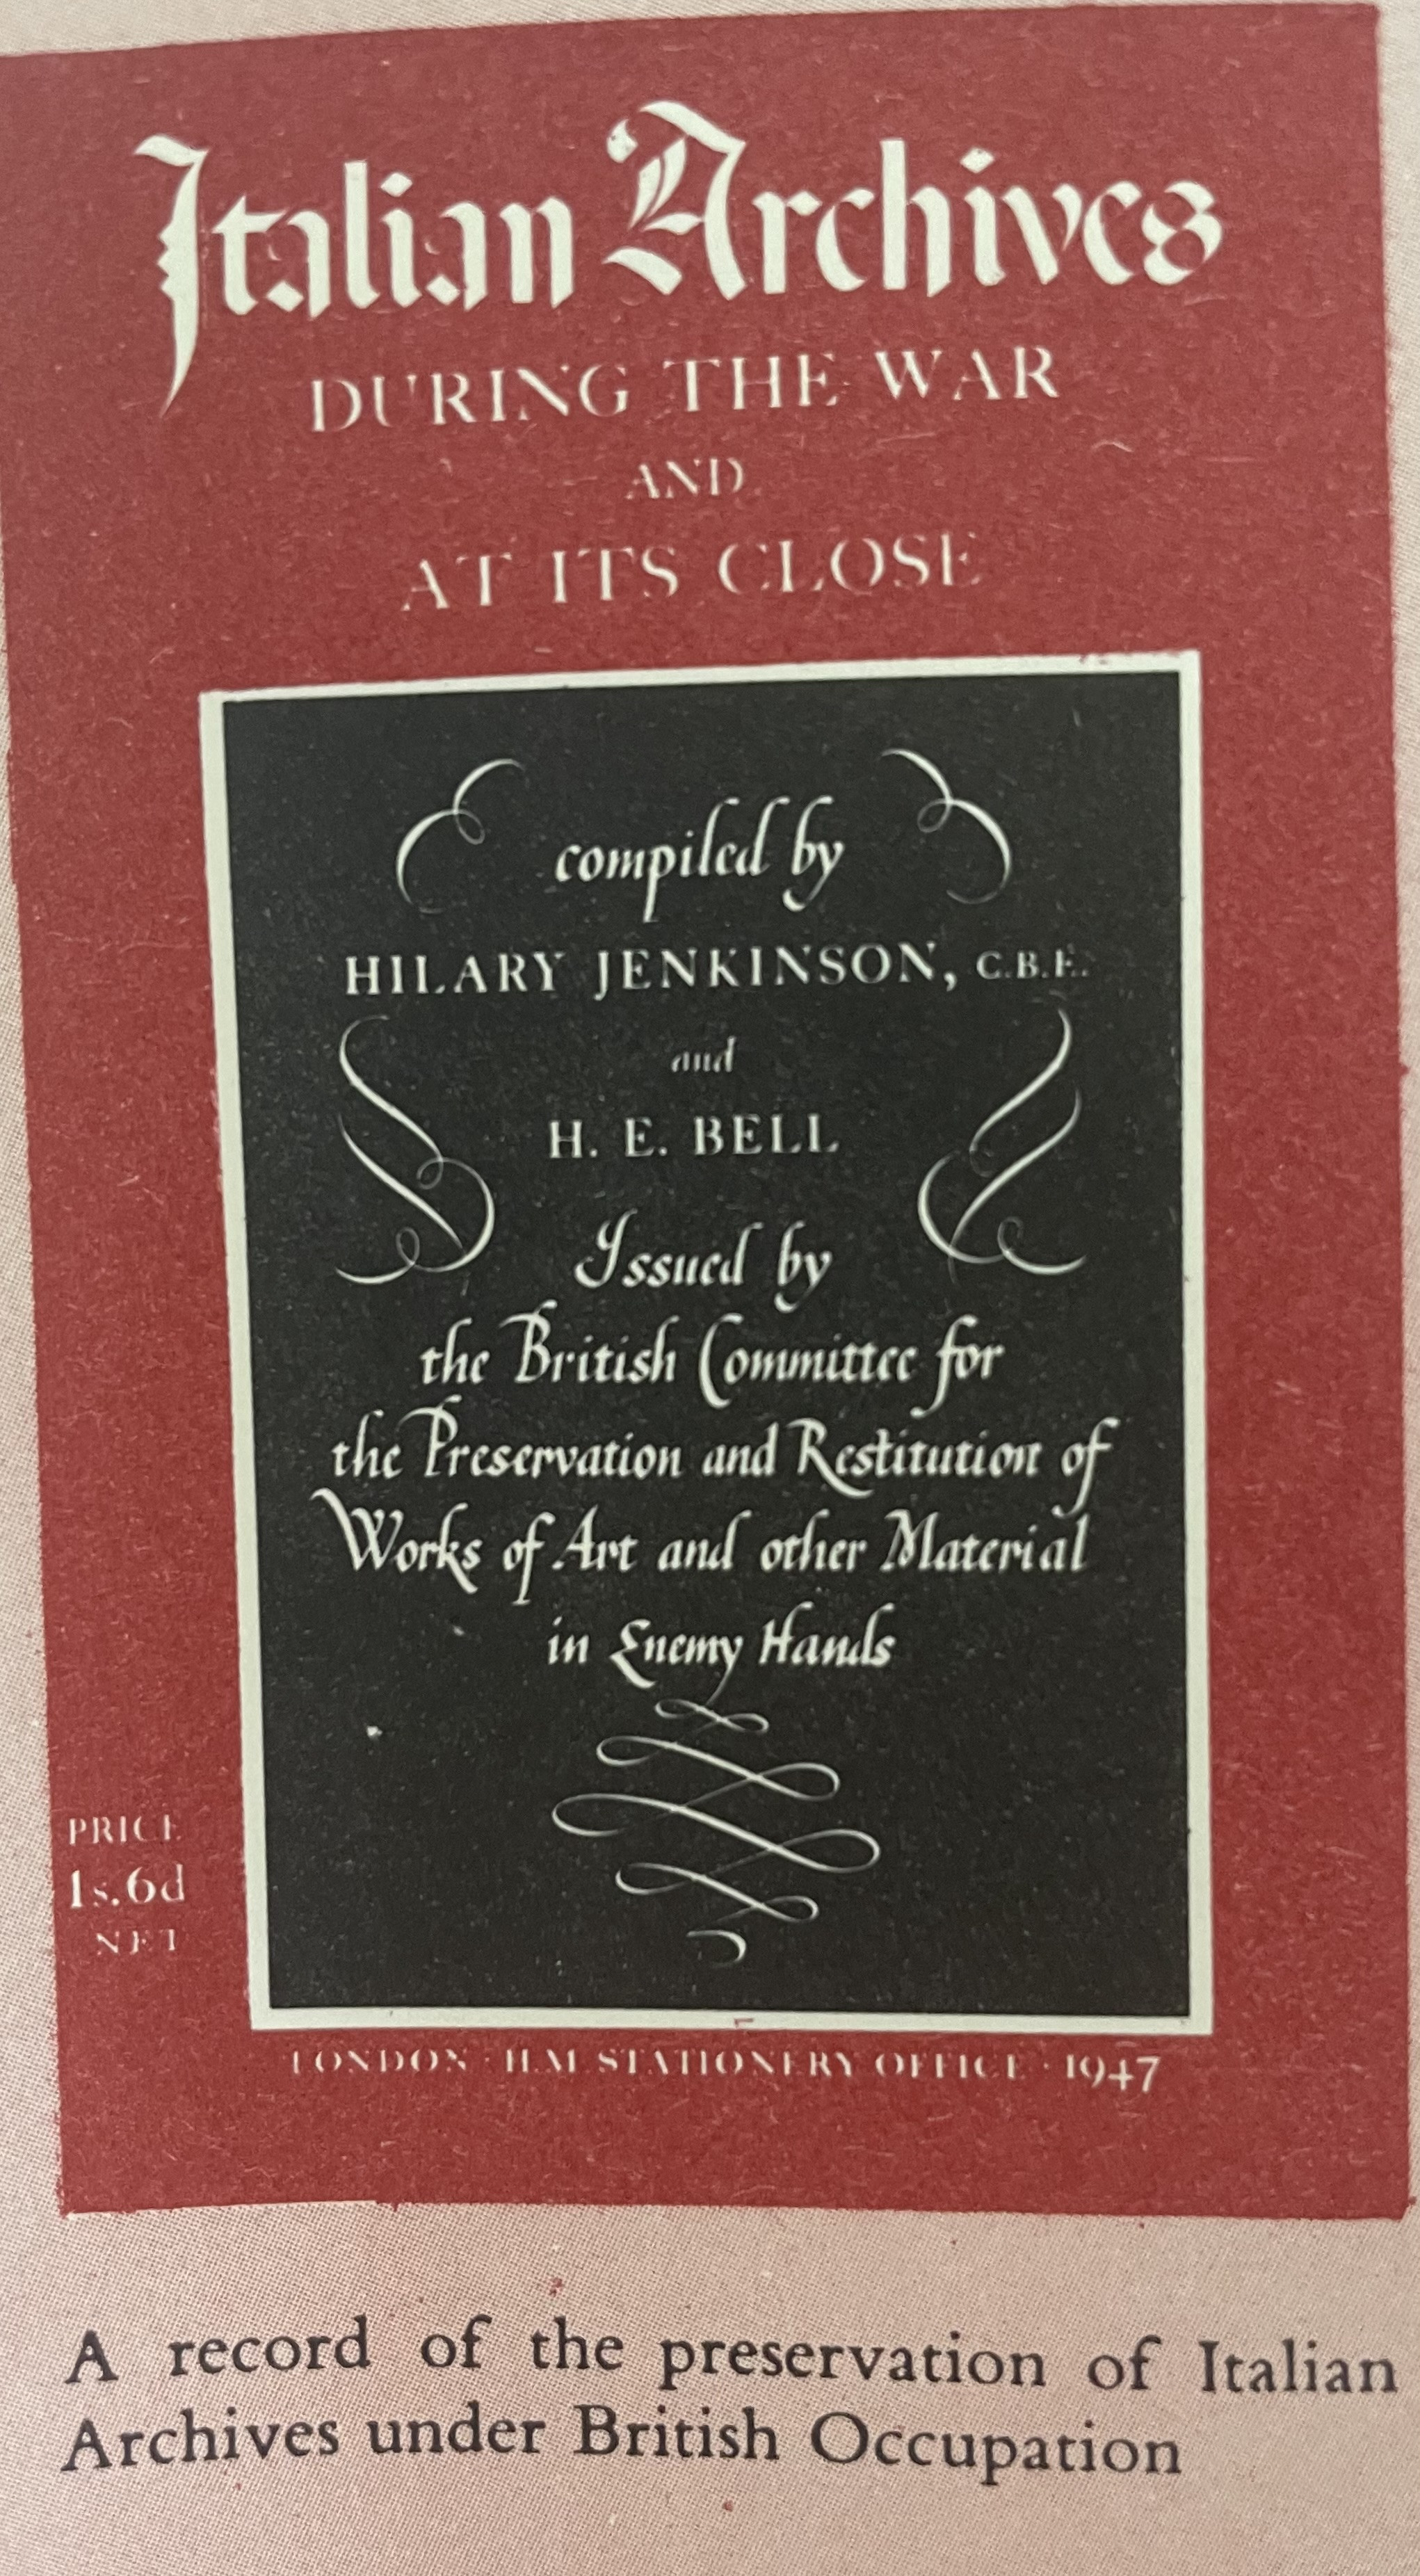 Italian Archives
DURING THE WAR
AND
AT ITS CLOSE
compiled by
HILARY JENKINSON, C.B.E.
and
H. E. BELL
Issued by
the British Committee for
the Preservation and Restitution of
Works of Art and other Material
in Enemy Hands
PRICE
1s.6d
NET
LONDON · H.M STATIONERY OFFICE · 1947
A record of the preservation of Italian
Archives under British Occupation